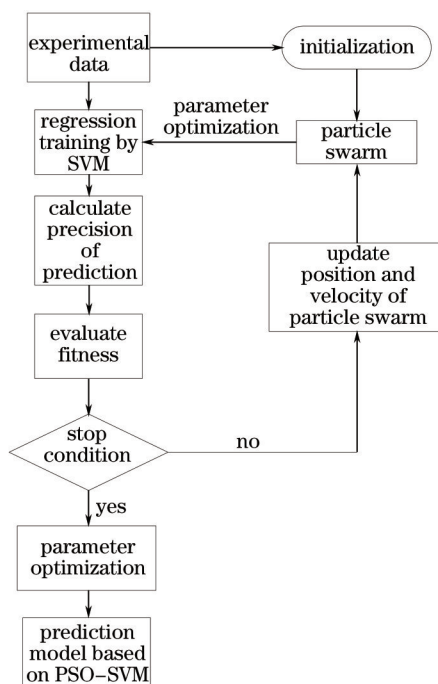 experimental
data
initialization
parameter
optimization
regression
training by
SVM
particle
swarm
calculate
precision
of
prediction
update
position and
velocity of
particle swarm
evaluate
fitness
stop
condition
no
yes
parameter
optimization
prediction
model based
on PSO-SVM